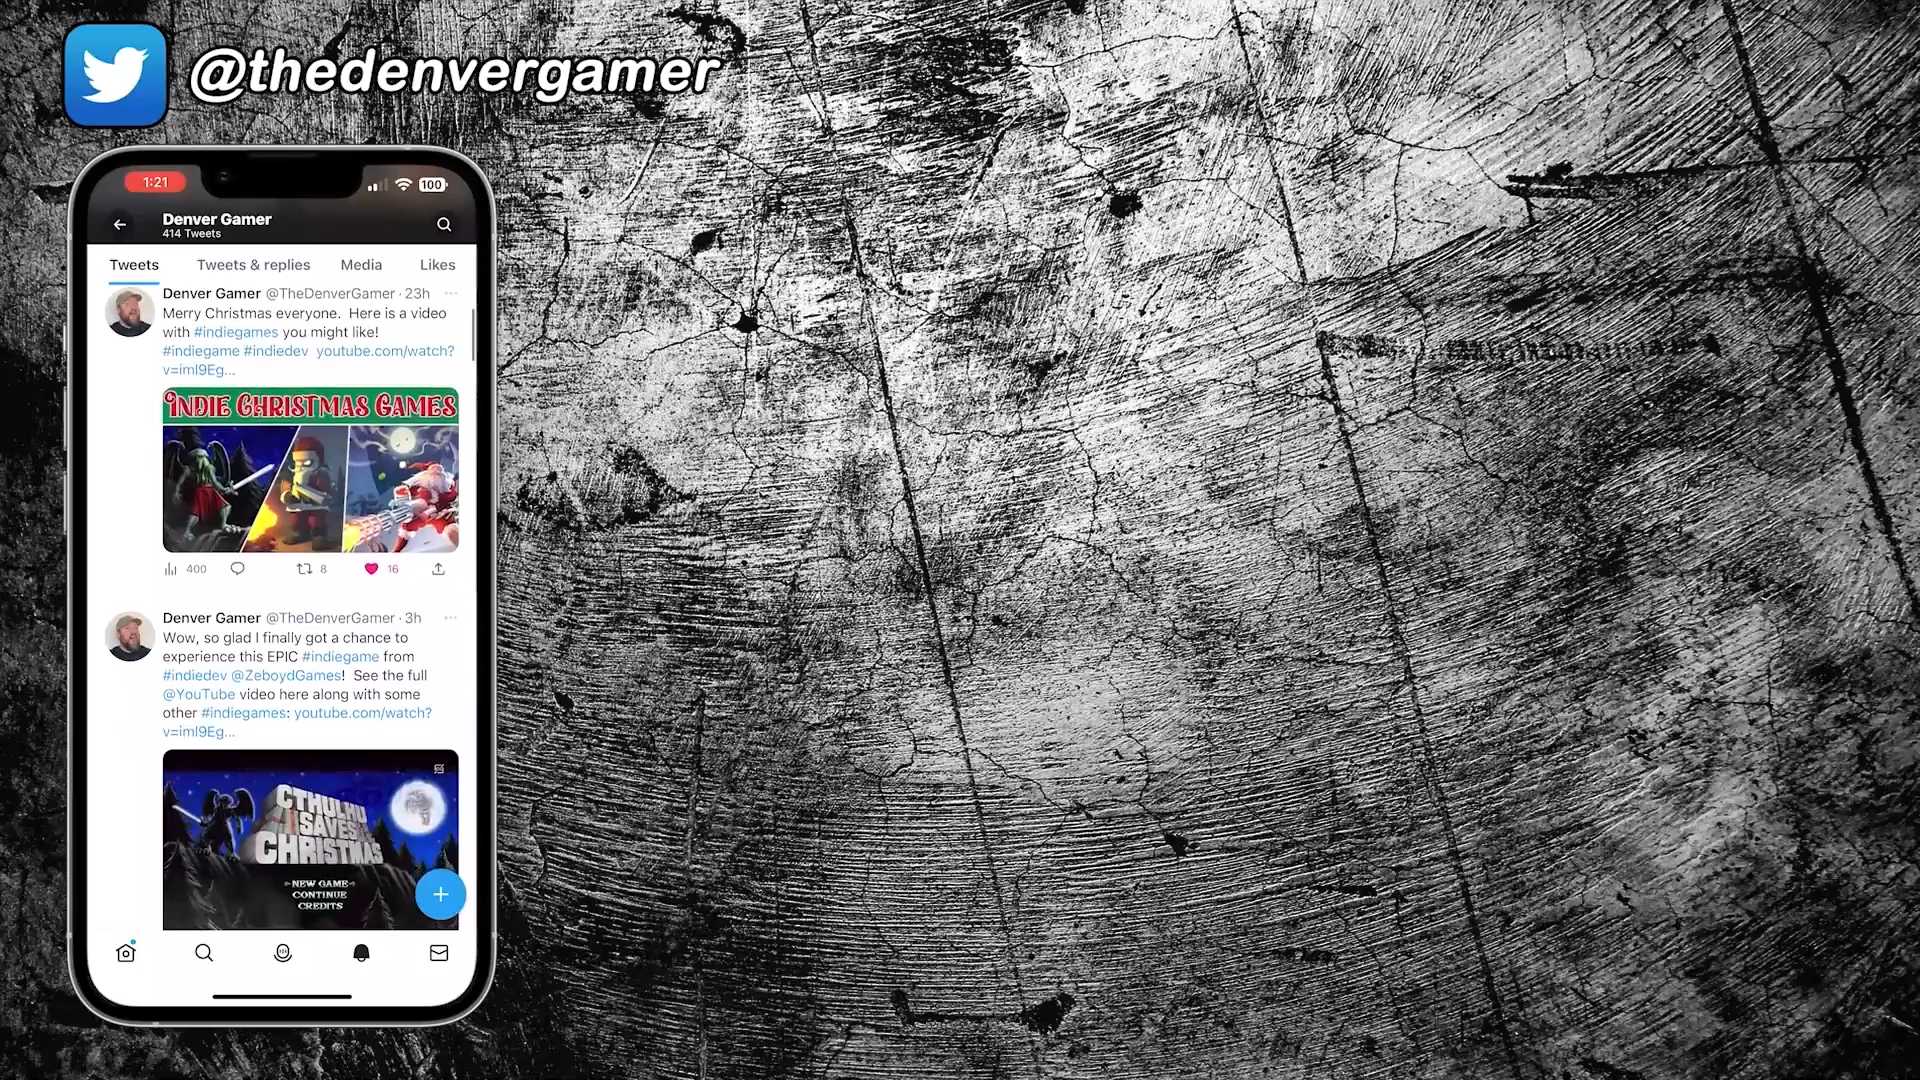 @thedenvergamer
1:21
100
Denver Gamer
414 Tweets
Tweets Tweets & replies Media Likes
Denver Gamer @TheDenverGamer · 23h
Merry Christmas everyone. Here is a video
with #indiegames you might like!
#indiegame #indiedev youtube.com/watch?
v=iml9Eg...
INDIE CHRISTMAS GAMES
400 8 16
Denver Gamer @TheDenverGamer · 3h
Wow, so glad I finally got a chance to
experience this EPIC #indiegame from
#indiedev @ZeboydGames! See the full
@YouTube video here along with some
other #indiegames: youtube.com/watch?
v=iml9Eg...
CTHULHU
SAVES
CHRISTMAS
NEW GAME
CONTINUE
CREDITS